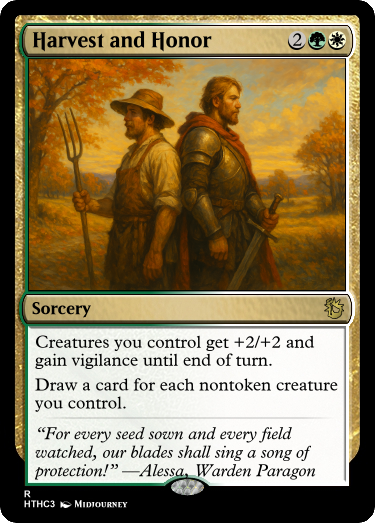 Harvest and Honor 2
Sorcery
Creatures you control get +2/+2 and
gain vigilance until end of turn.
Draw a card for each nontoken creature
you control.
“For every seed sown and every field
watched, our blades shall sing a song of
protection!” —Alessa, Warden Paragon
R
HTHC3 Midjourney